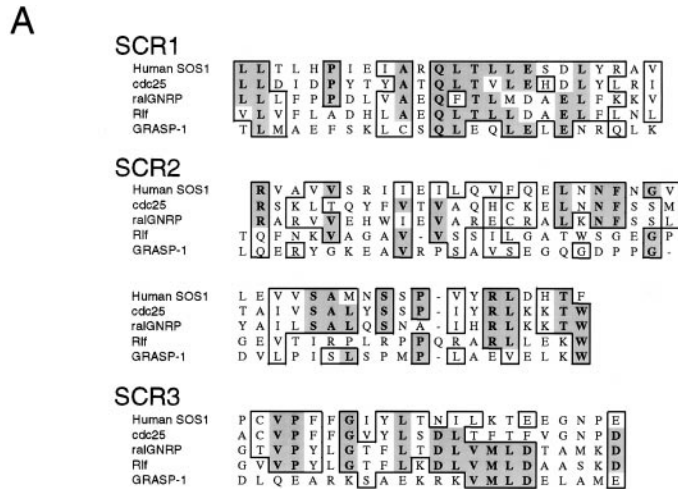 A
SCR1
Human SOS1 L L T L H P I E I A R Q L T L L E S D L Y R A V
cdc25 L L D I D P Y T Y A T Q L T V L E H D L Y L R I
ralGNRP L L L F P P D L V A E Q F T L M D A E L F K K V
Rlf V L V F L A D H L A E Q L T L L D A E L F L N L
GRASP-1 T L M A E F S K L C S Q L E Q L E L E N R Q L K
SCR2
Human SOS1 R V A V V S R I I E I L Q V F Q E L N N F N G V
cdc25 R S K L T Q Y F V T V A Q H C K E L N N F S S M
ralGNRP R A R V V E H W I E V A R E C R A L K N F S S L
Rlf T Q F N K V A G A V - V S S I L G A T W S G E G P
GRASP-1 L Q E R Y G K E A V R P S A V S E G Q G D P P G -
Human SOS1 L E V V S A M N S S P - V Y R L D H T F
cdc25 T A I V S A L Y S S P - I Y R L K K T W
ralGNRP Y A I L S A L Q S N A - I H R L K K T W
Rlf G E V T I R P L R P P Q R A R L L E K W
GRASP-1 D V L P I S L S P M P - L A E V E L K W
SCR3
Human SOS1 P C V P F F G I Y L T N I L K T E E G N P E
cdc25 A C V P F F G V Y L S D L T F T F V G N P D
ralGNRP G T V P Y L G T F L T D L V M L D T A M K D
Rlf G V V P Y L G T F L K D L V M L D A A S K D
GRASP-1 D L Q E A R K S A E K R K V M L D E L A M E